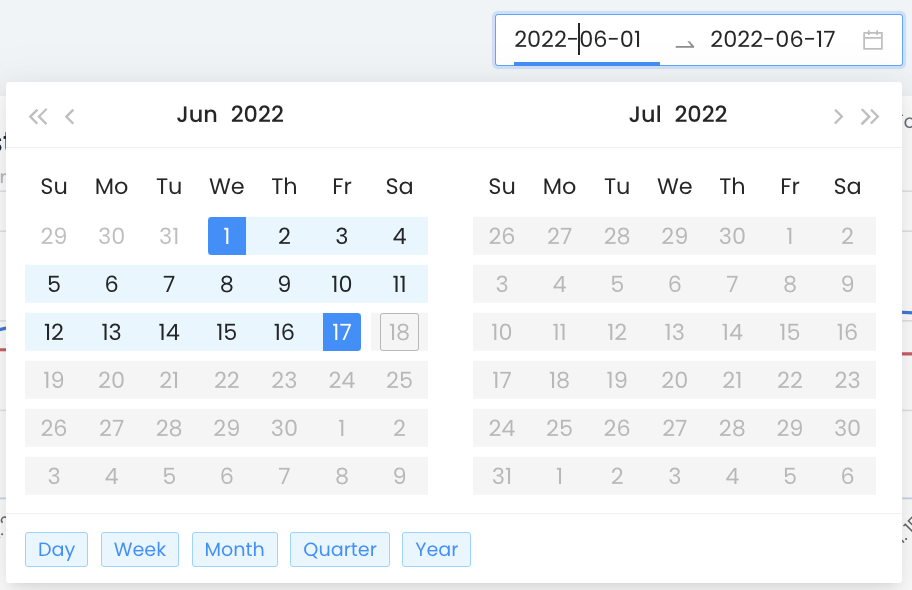 2022-06-01 → 2022-06-17
Jun 2022
Su Mo Tu We Th Fr Sa
29 30 31 1 2 3 4
5 6 7 8 9 10 11
12 13 14 15 16 17 18
19 20 21 22 23 24 25
26 27 28 29 30 1 2
3 4 5 6 7 8 9
Jul 2022
Su Mo Tu We Th Fr Sa
26 27 28 29 30 1 2
3 4 5 6 7 8 9
10 11 12 13 14 15 16
17 18 19 20 21 22 23
24 25 26 27 28 29 30
31 1 2 3 4 5 6
Day Week Month Quarter Year